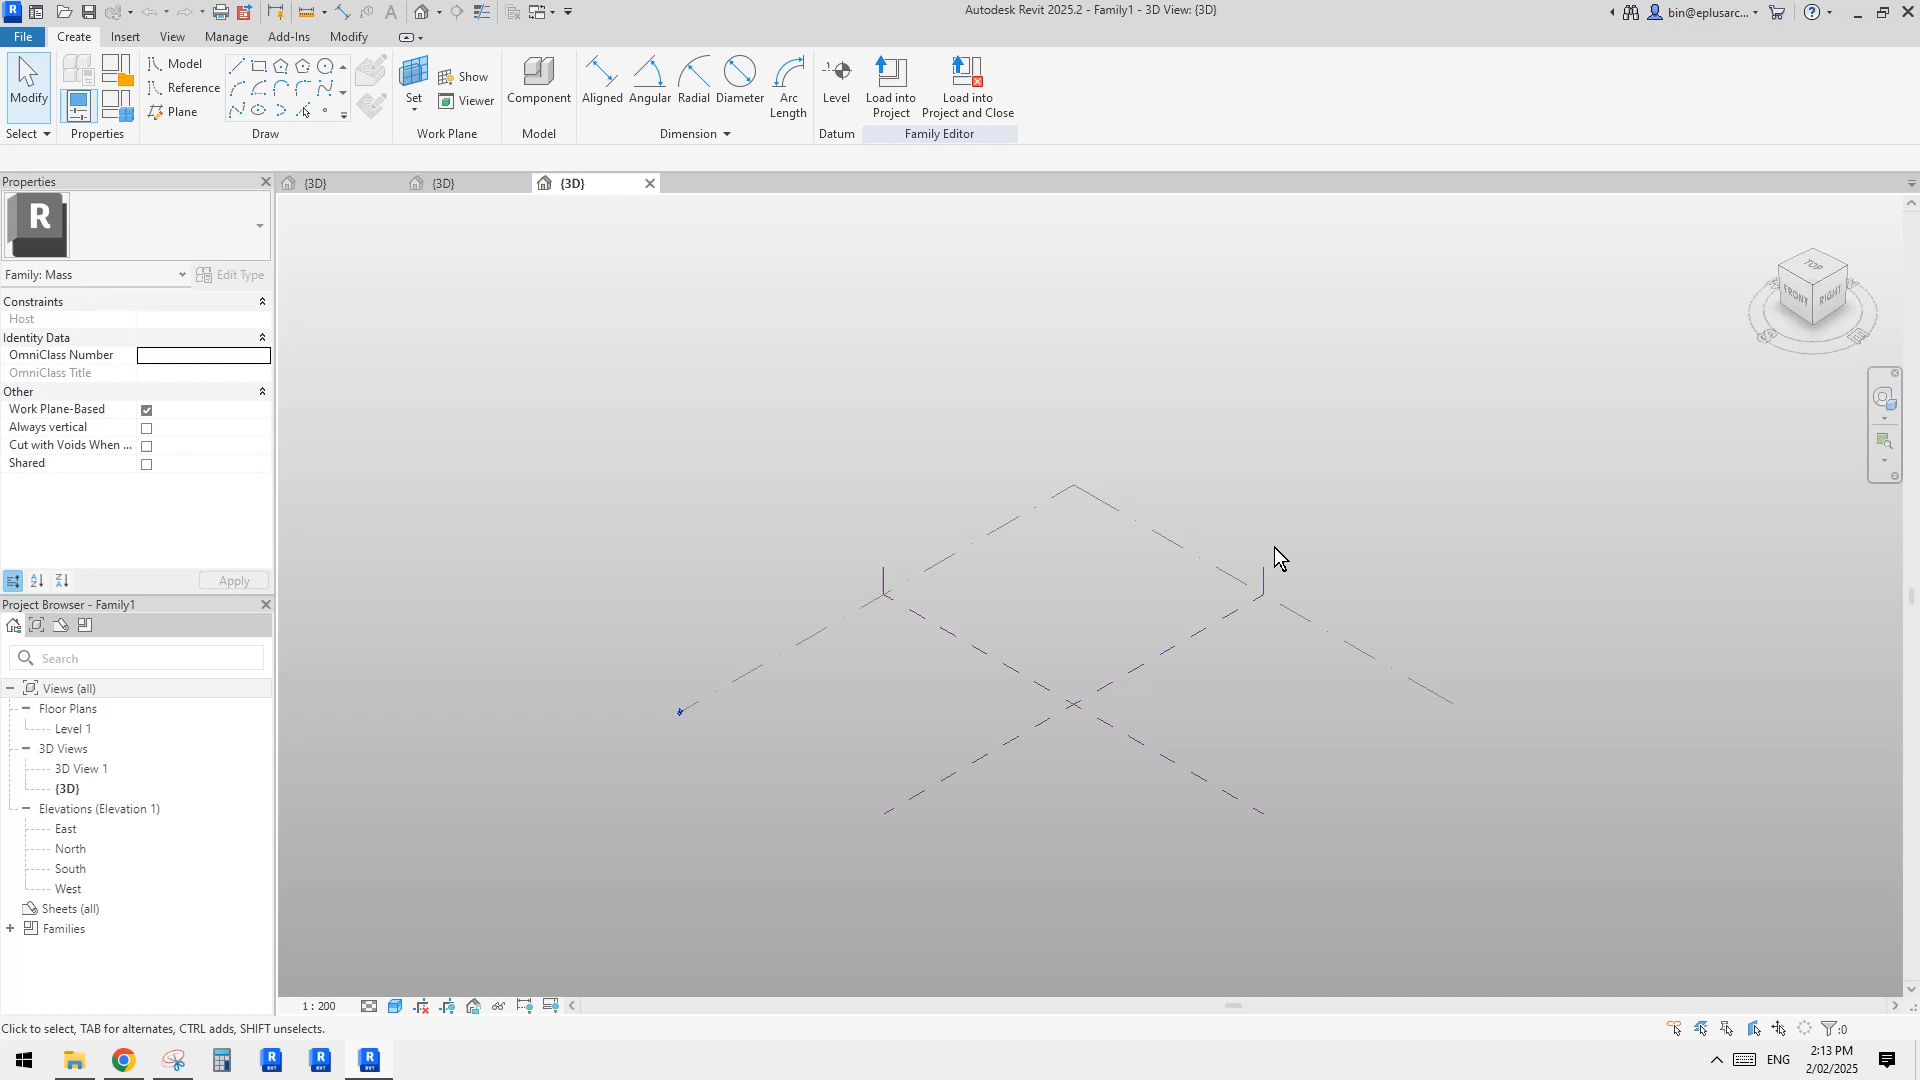 Autodesk Revit 2025.2 - Family1 - 3D View: {3D}
bin@eplusarc...
File
Create
Insert
View
Manage
Add-Ins
Modify
Modify
Select
Properties
Model
Reference
Plane
Draw
Set
Show
Viewer
Work Plane
Component
Model
Aligned
Angular
Radial
Diameter
Arc
Length
Dimension
Level
Datum
Load into
Project
Load into
Project and Close
Family Editor
Properties
{3D}
{3D}
{3D}
R
Family: Mass
Edit Type
Constraints
Host
Identity Data
OmniClass Number
OmniClass Title
Other
Work Plane-Based
Always vertical
Cut with Voids When ...
Shared
Apply
TOP
FRONT
RIGHT
S
E
Project Browser - Family1
Search
Views (all)
Floor Plans
Level 1
3D Views
3D View 1
{3D}
Elevations (Elevation 1)
East
North
South
West
Sheets (all)
Families
1 : 200
Click to select, TAB for alternates, CTRL adds, SHIFT unselects.
:0
ENG
2:13 PM
2/02/2025